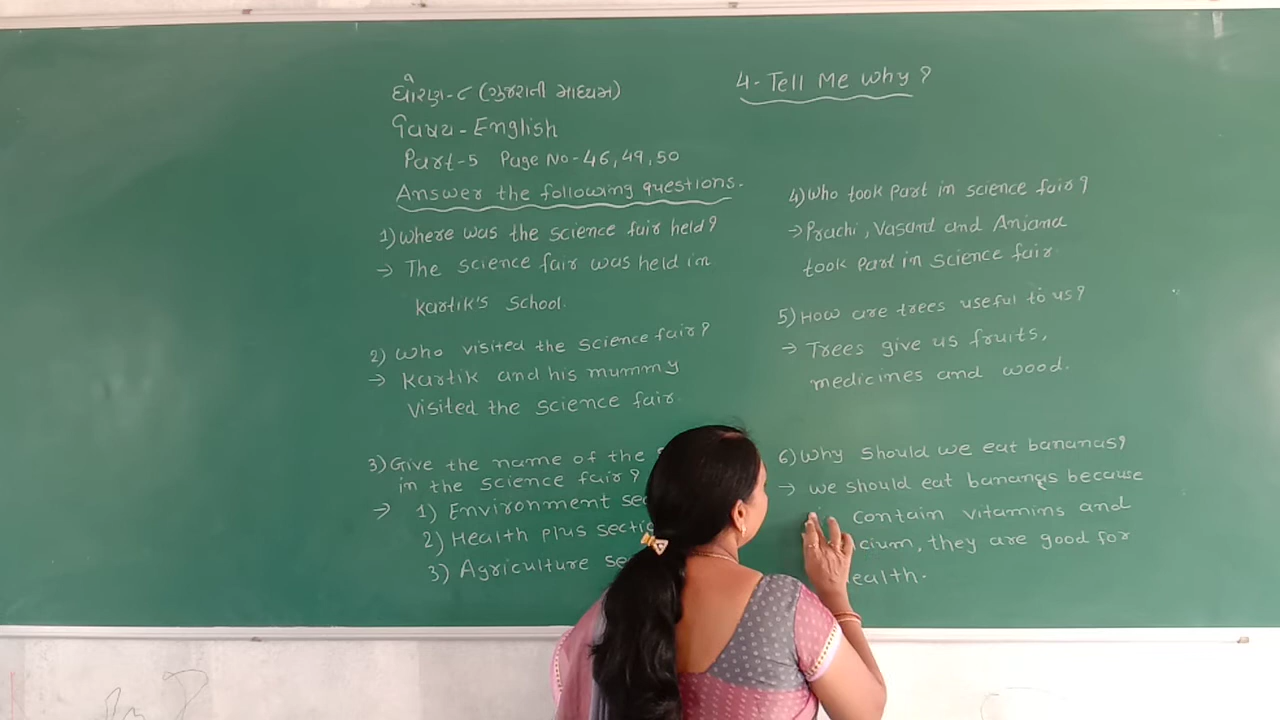 ધોરણ-૮ (ગુજરાતી માધ્યમ)
વિષય - English
Part-5 Page No-46,49,50
Answer the following questions.
1) Where was the science fair held?
→ The science fair was held in
Kartik's School.
2) Who visited the science fair?
→ Kartik and his mummy
visited the science fair.
3) Give the name of the
in the science fair?
→ 1) Environment
2) Health plus
3) Agriculture
4- Tell Me Why?
4) Who took part in science fair?
→ Prachi, Vasant and Anjana
took part in science fair.
5) How are trees useful to us?
→ Trees give us fruits,
medicines and wood.
6) Why should we eat bananas?
→ we should eat bananas because
contain vitamins and
they are good for